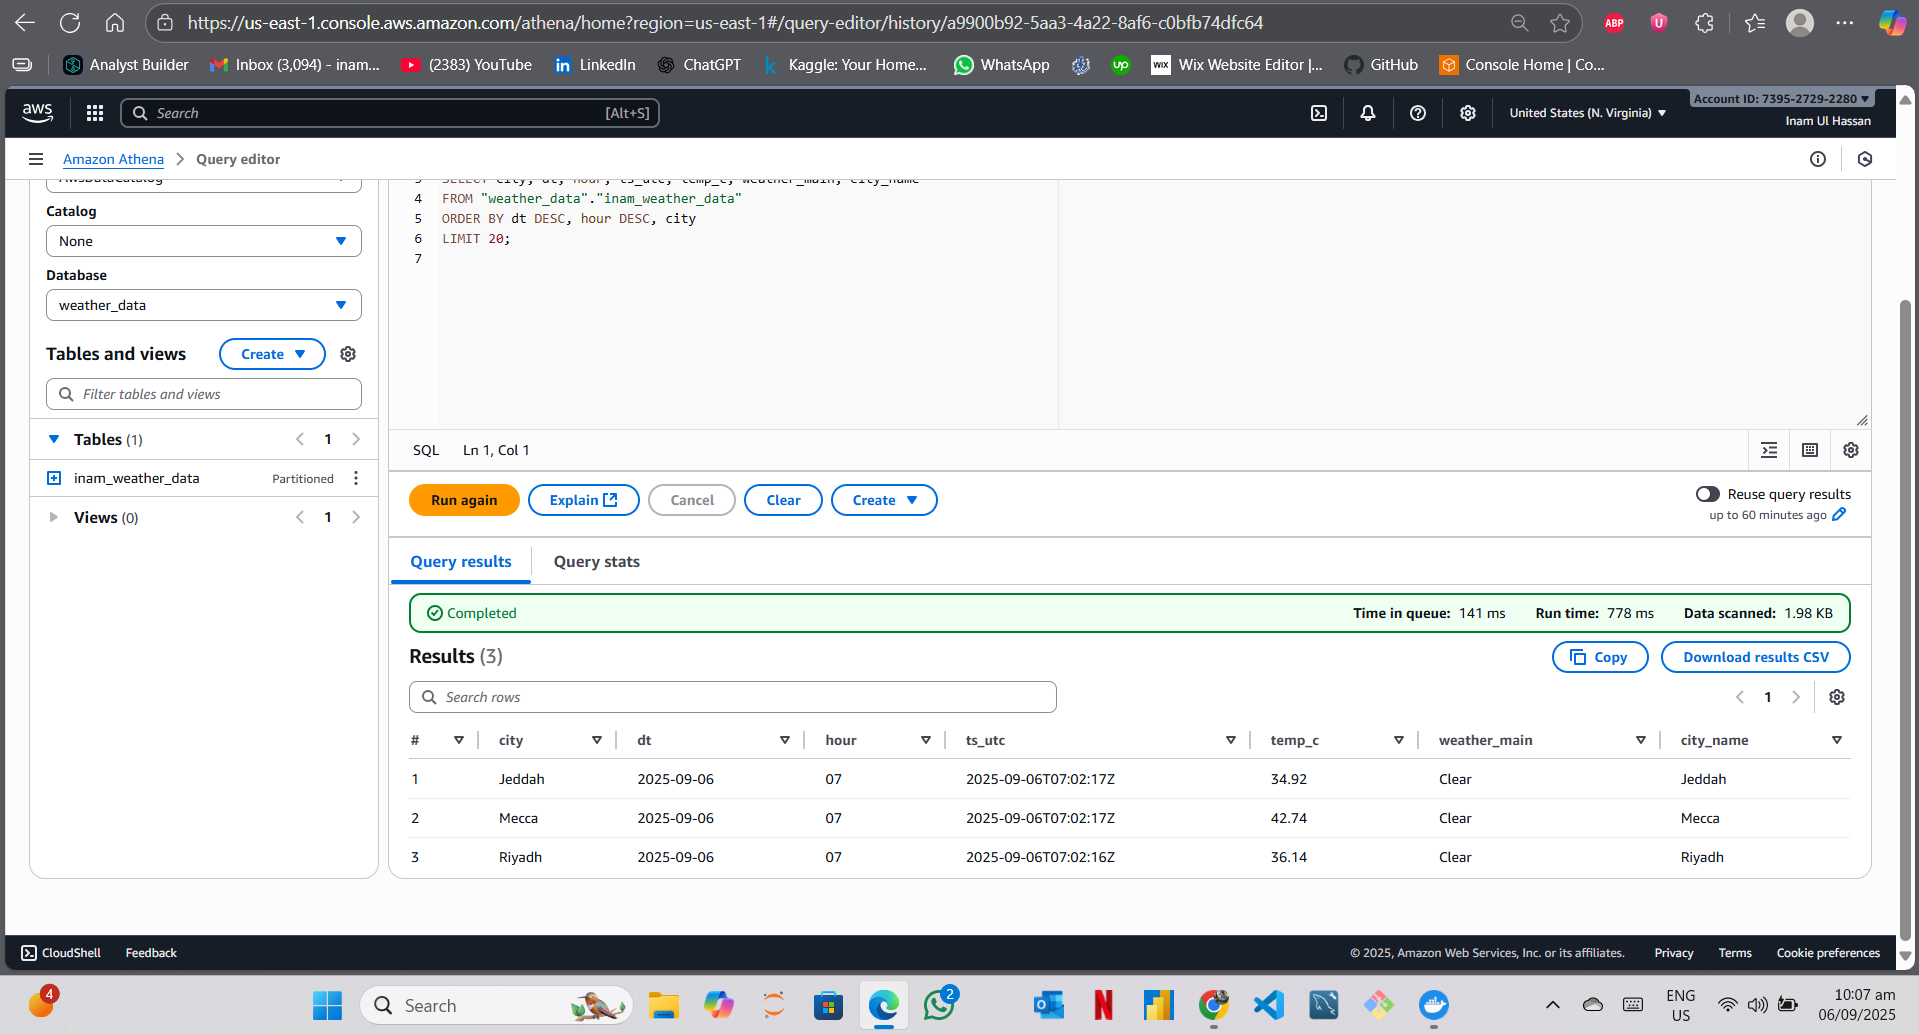 https://us-east-1.console.aws.amazon.com/athena/home?region=us-east-1#/query-editor/history/a9900b92-5aa3-4a22-8af6-c0bfb74dfc64
ABP
Analyst Builder
Inbox (3,094) - inam...
(2383) YouTube
LinkedIn
ChatGPT
Kaggle: Your Home...
WhatsApp
up
WIX
Wix Website Editor |...
GitHub
Console Home | Co...
aws
Search
[Alt+S]
United States (N. Virginia)
Account ID: 7395-2729-2280
Inam Ul Hassan
Amazon Athena
Query editor
AwsDataCatalog
Catalog
None
Database
weather_data
Tables and views
Create
Filter tables and views
Tables (1)
1
inam_weather_data
Partitioned
Views (0)
1
3 SELECT city, dt, hour, ts_utc, temp_c, weather_main, city_name
4 FROM "weather_data"."inam_weather_data"
5 ORDER BY dt DESC, hour DESC, city
6 LIMIT 20;
7
SQL
Ln 1, Col 1
Run again
Explain
Cancel
Clear
Create
Reuse query results
up to 60 minutes ago
Query results
Query stats
Completed
Time in queue: 141 ms
Run time: 778 ms
Data scanned: 1.98 KB
Results (3)
Copy
Download results CSV
Search rows
1
# city dt hour ts_utc temp_c weather_main city_name
1 Jeddah 2025-09-06 07 2025-09-06T07:02:17Z 34.92 Clear Jeddah
2 Mecca 2025-09-06 07 2025-09-06T07:02:17Z 42.74 Clear Mecca
3 Riyadh 2025-09-06 07 2025-09-06T07:02:16Z 36.14 Clear Riyadh
CloudShell
Feedback
© 2025, Amazon Web Services, Inc. or its affiliates.
Privacy
Terms
Cookie preferences
4
Search
2
ENG
US
10:07 am
06/09/2025